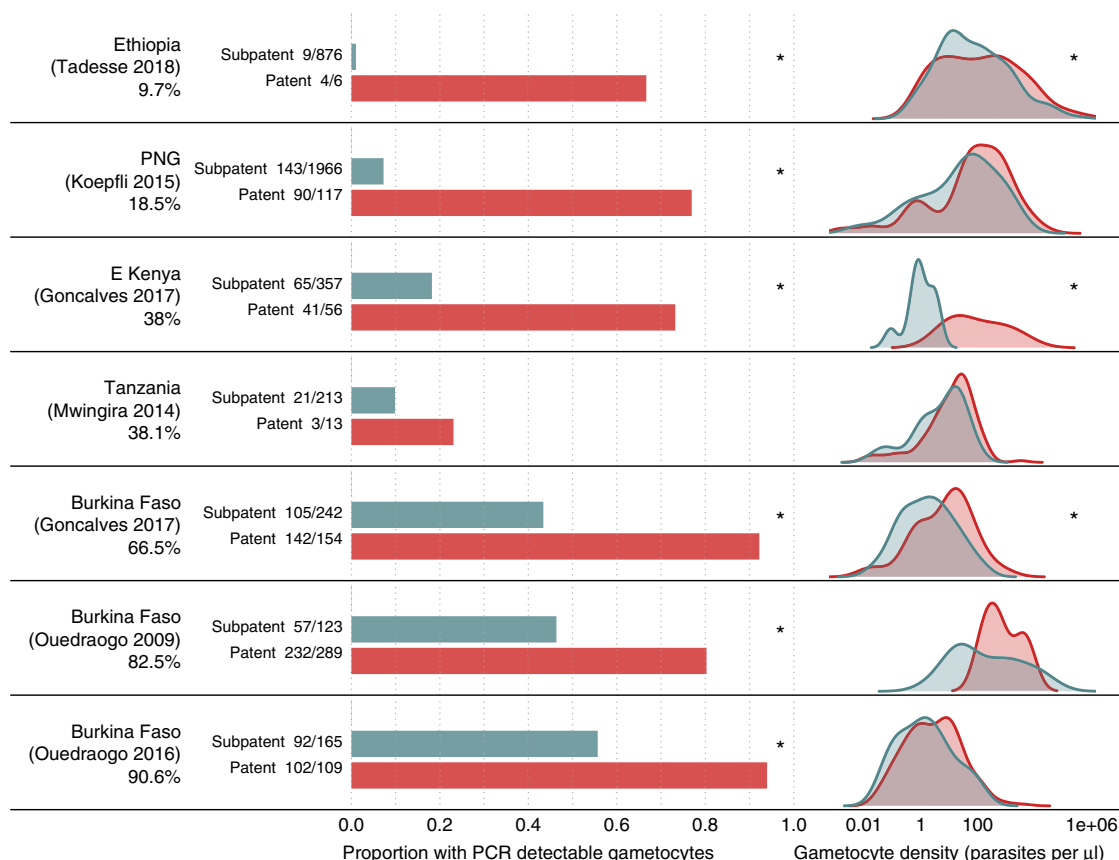 Ethiopia
(Tadesse 2018)
9.7%
Subpatent 9/876
Patent 4/6
*
*
PNG
(Koepfli 2015)
18.5%
Subpatent 143/1966
Patent 90/117
*
E Kenya
(Goncalves 2017)
38%
Subpatent 65/357
Patent 41/56
*
*
Tanzania
(Mwingira 2014)
38.1%
Subpatent 21/213
Patent 3/13
Burkina Faso
(Goncalves 2017)
66.5%
Subpatent 105/242
Patent 142/154
*
*
Burkina Faso
(Ouedraogo 2009)
82.5%
Subpatent 57/123
Patent 232/289
*
Burkina Faso
(Ouedraogo 2016)
90.6%
Subpatent 92/165
Patent 102/109
*
0.0 0.2 0.4 0.6 0.8 1.0
Proportion with PCR detectable gametocytes
0.01 1 100 1e+06
Gametocyte density (parasites per µl)